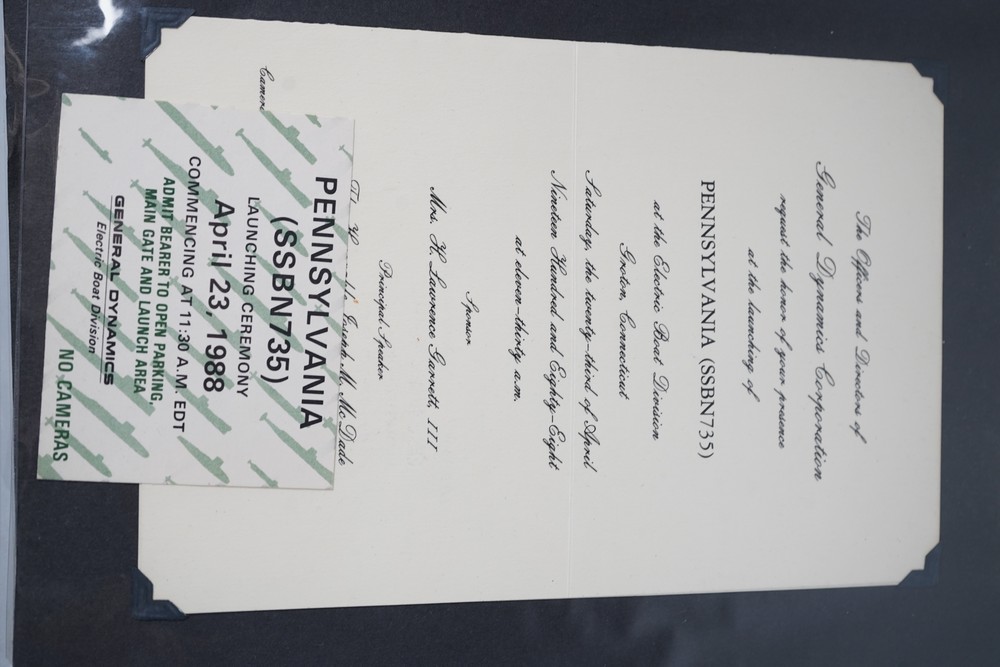 The Officers and Directors of
General Dynamics Corporation
request the honor of your presence
at the launching of
PENNSYLVANIA (SSBN735)
at the Electric Boat Division
Groton, Connecticut
Saturday, the twenty-third of April
Nineteen Hundred and Eighty-Eight
at eleven-thirty a.m.
Sponsor
Mrs. H. Lawrence Garrett, III
Principal Speaker
Joseph M. McDade
PENNSYLVANIA
(SSBN735)
LAUNCHING CEREMONY
April 23, 1988
COMMENCING AT 11:30 A.M. EDT
ADMIT BEARER TO OPEN PARKING,
MAIN GATE AND LAUNCH AREA
GENERAL DYNAMICS
Electric Boat Division
NO CAMERAS